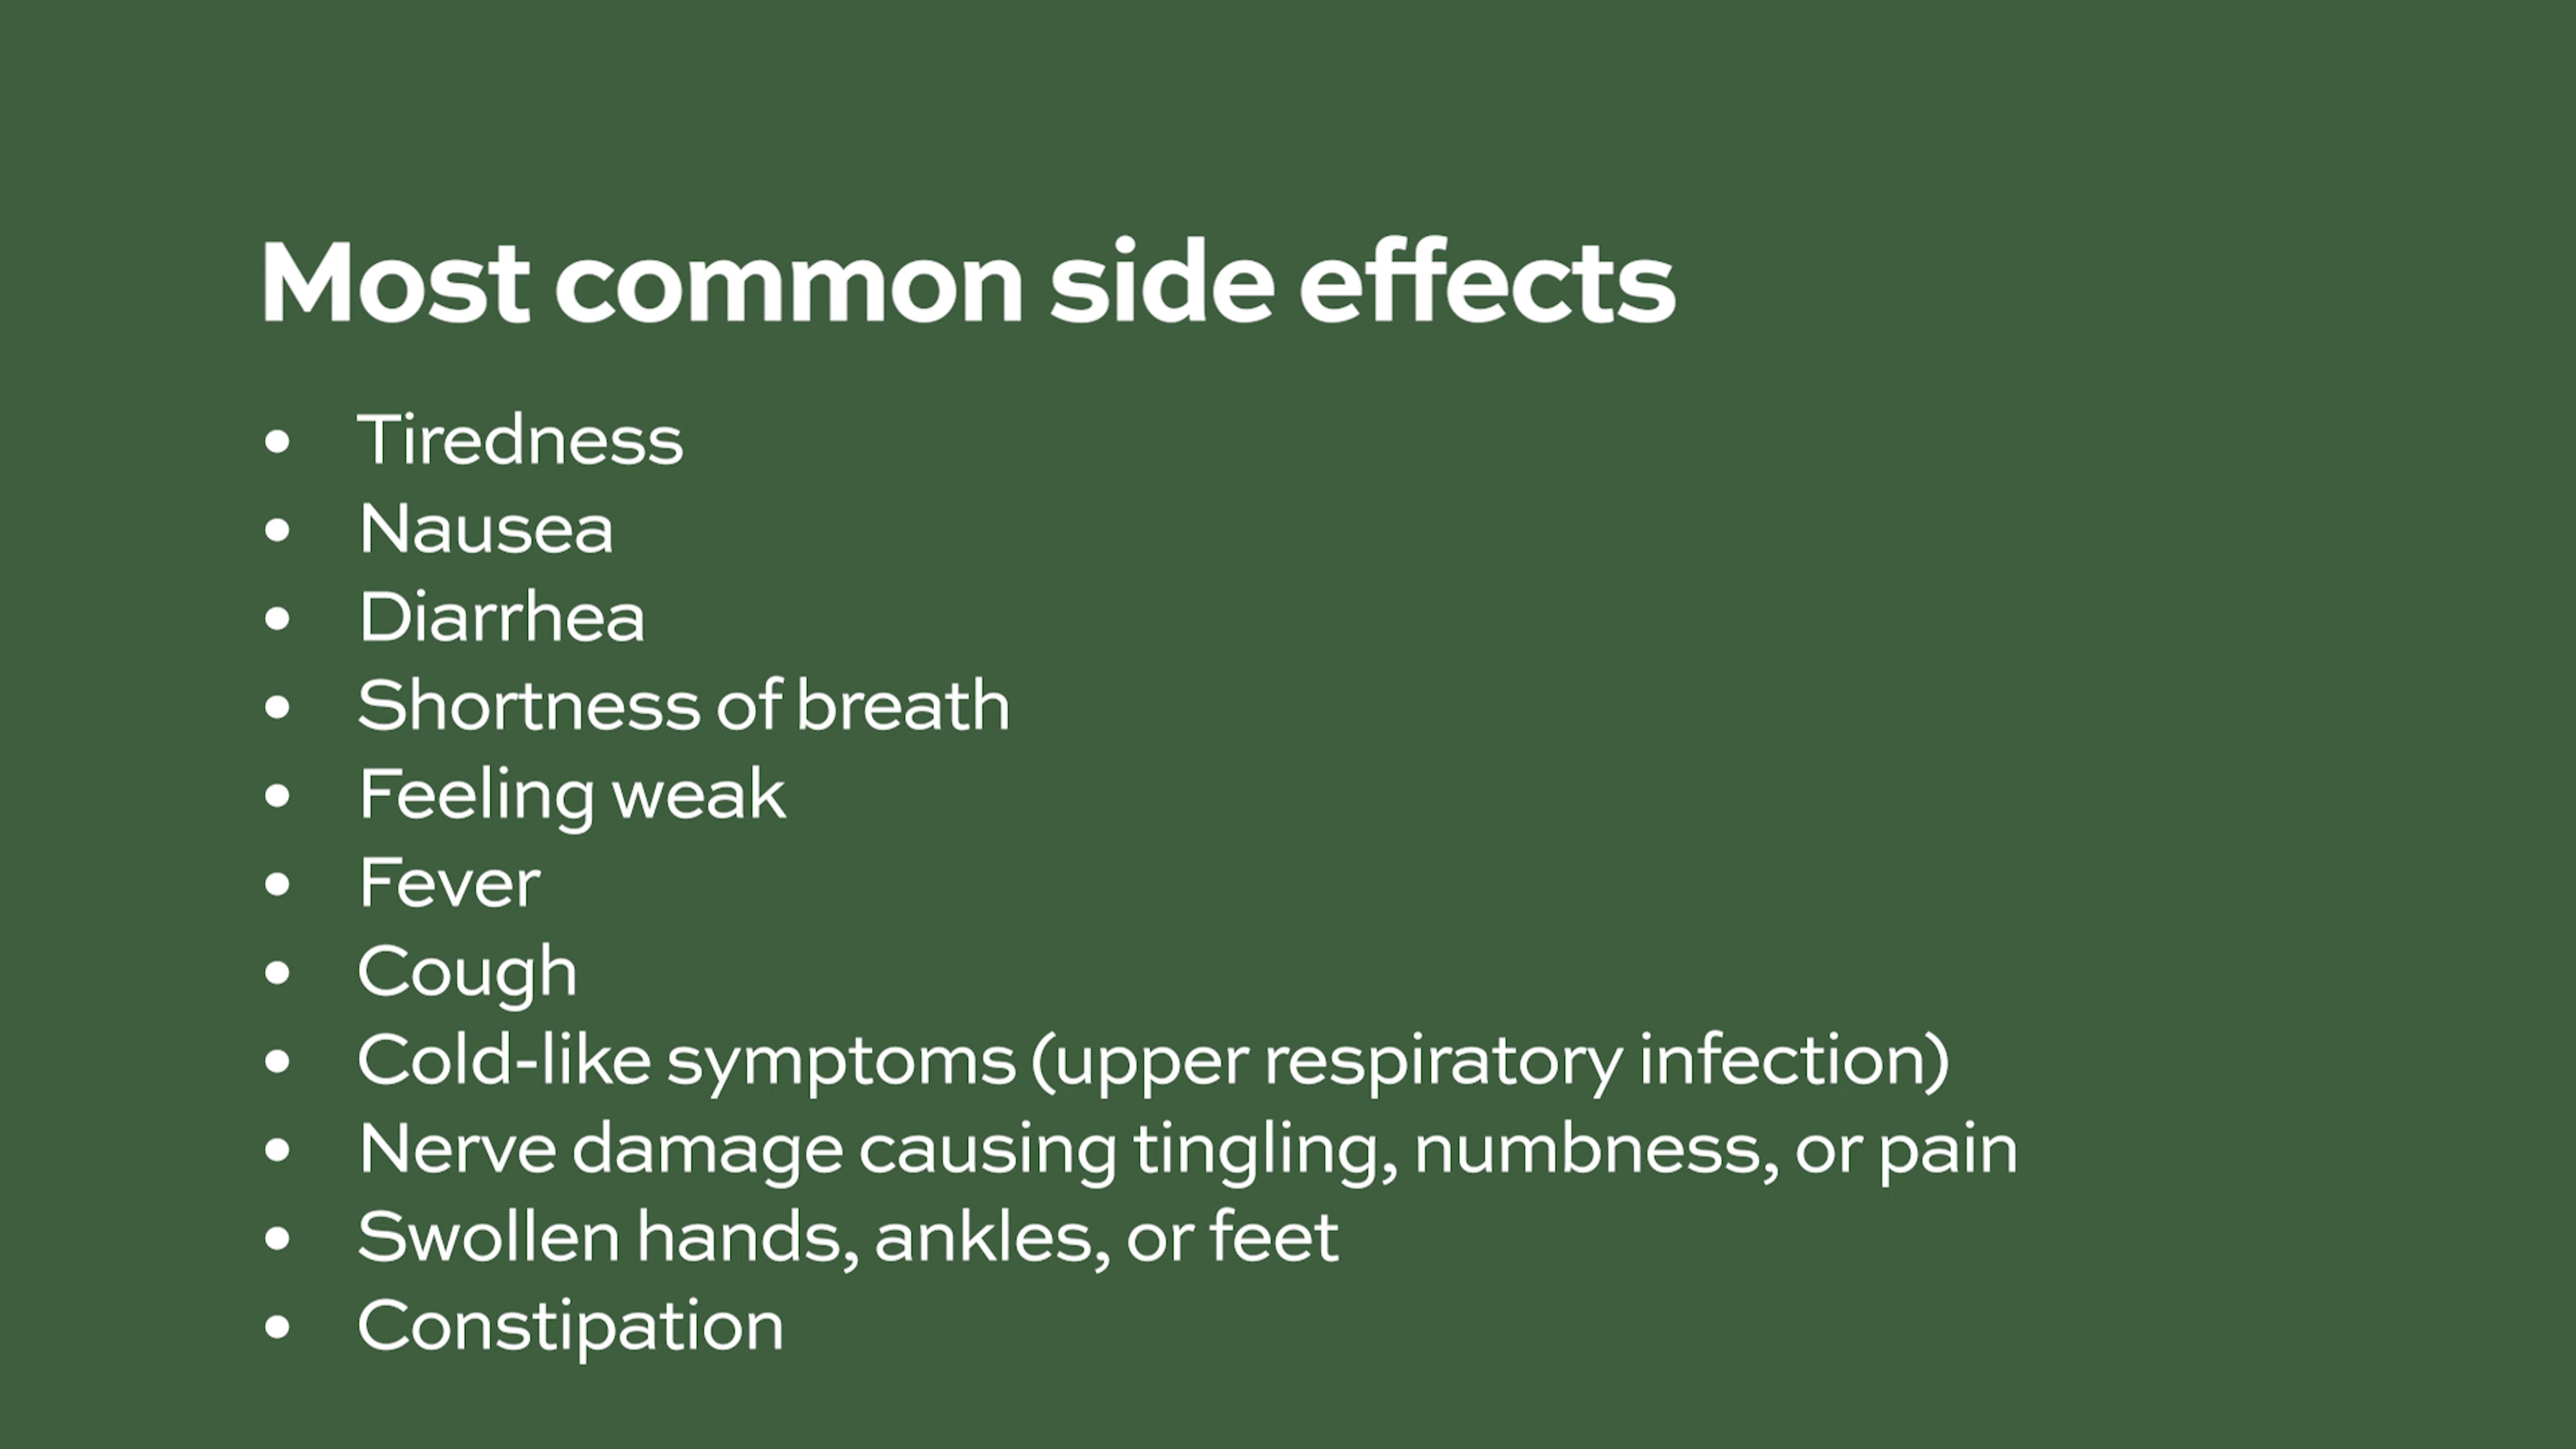 Most common side effects
• Tiredness
• Nausea
• Diarrhea
• Shortness of breath
• Feeling weak
• Fever
• Cough
• Cold-like symptoms (upper respiratory infection)
• Nerve damage causing tingling, numbness, or pain
• Swollen hands, ankles, or feet
• Constipation